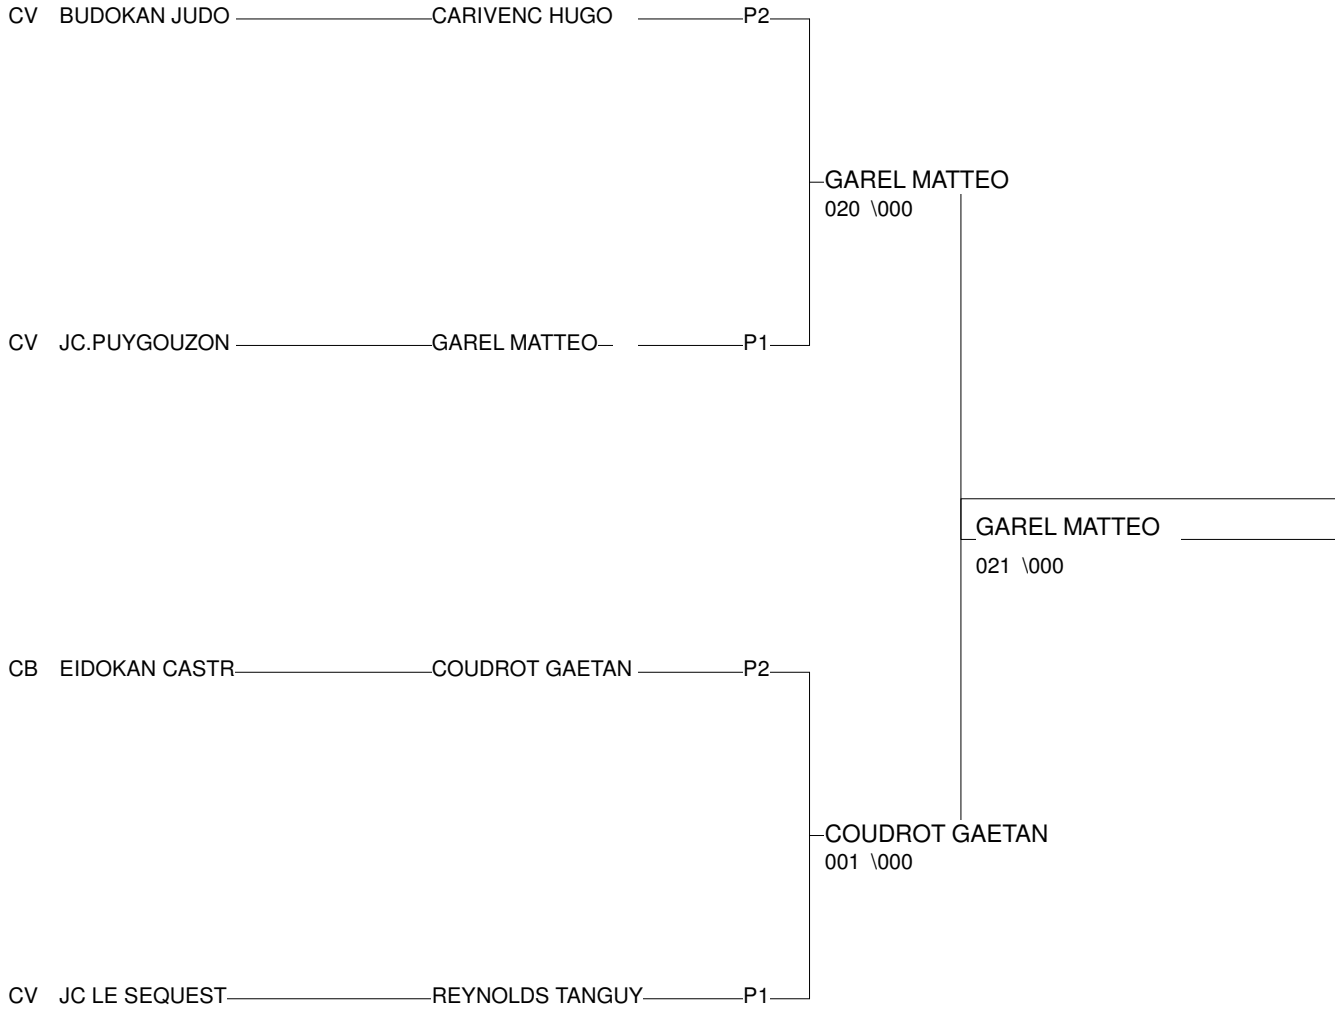 CV BUDOKAN JUDO CARIVENC HUGO P2
GAREL MATTEO
020 \000
CV JC.PUYGOUZON GAREL MATTEO P1
GAREL MATTEO
021 \000
CB EIDOKAN CASTR COUDROT GAETAN P2
COUDROT GAETAN
001 \000
CV JC LE SEQUEST REYNOLDS TANGUY P1